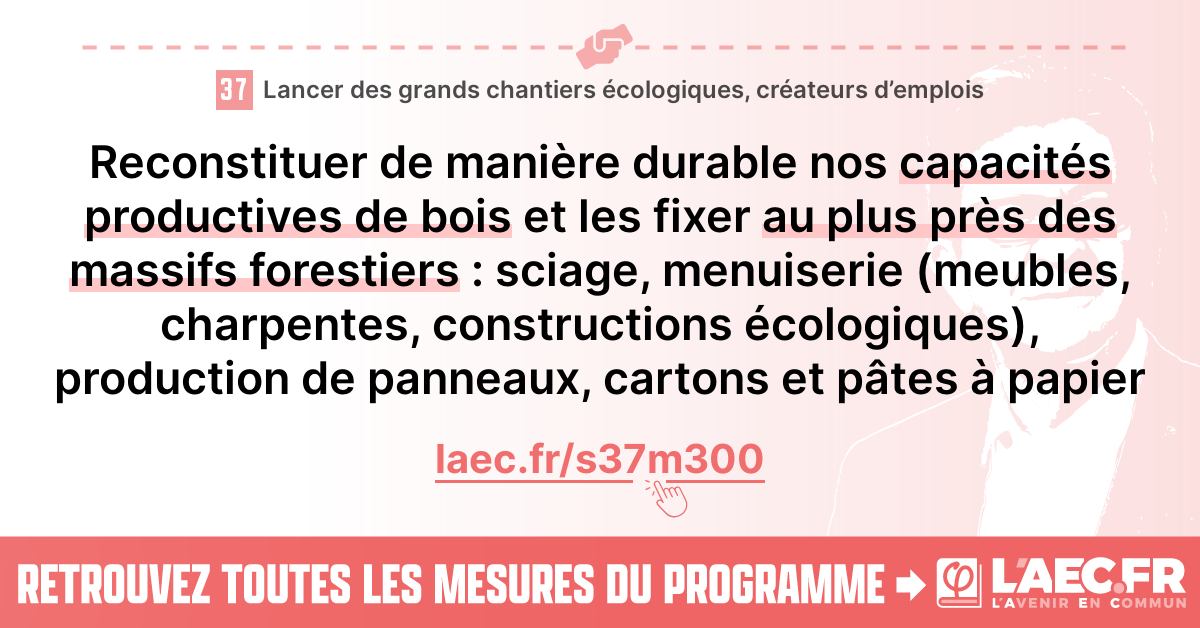 37 Lancer des grands chantiers écologiques, créateurs d’emplois
Reconstituer de manière durable nos capacités
productives de bois et les fixer au plus près des
massifs forestiers : sciage, menuiserie (meubles,
charpentes, constructions écologiques),
production de panneaux, cartons et pâtes à papier
laec.fr/s37m300
RETROUVEZ TOUTES LES MESURES DU PROGRAMME
L'AEC.FR
L'AVENIR EN COMMUN